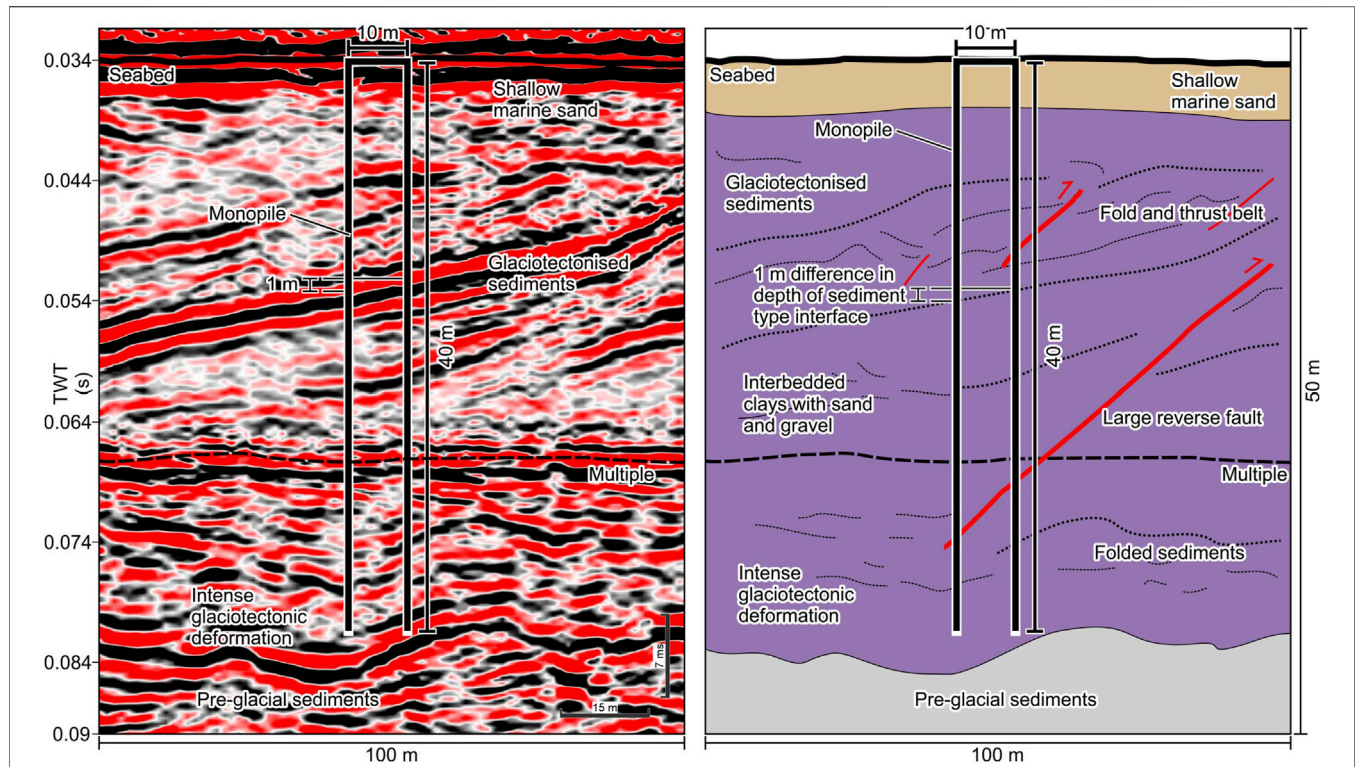 10 m
0.034
Seabed
Shallow
marine sand
0.044
Monopile
Glaciotectonised
sediments
1 m
0.054
40 m
TWT
(s)
0.064
Multiple
0.074
Intense
glaciotectonic
deformation
7 ms
0.084
Pre-glacial sediments
15 m
0.09
100 m
10 m
Seabed
Shallow
marine sand
Monopile
Glaciotectonised
sediments
Fold and thrust belt
1 m difference in
depth of sediment
type interface
40 m
50 m
Interbedded
clays with sand
and gravel
Large reverse fault
Multiple
Folded sediments
Intense
glaciotectonic
deformation
Pre-glacial sediments
100 m